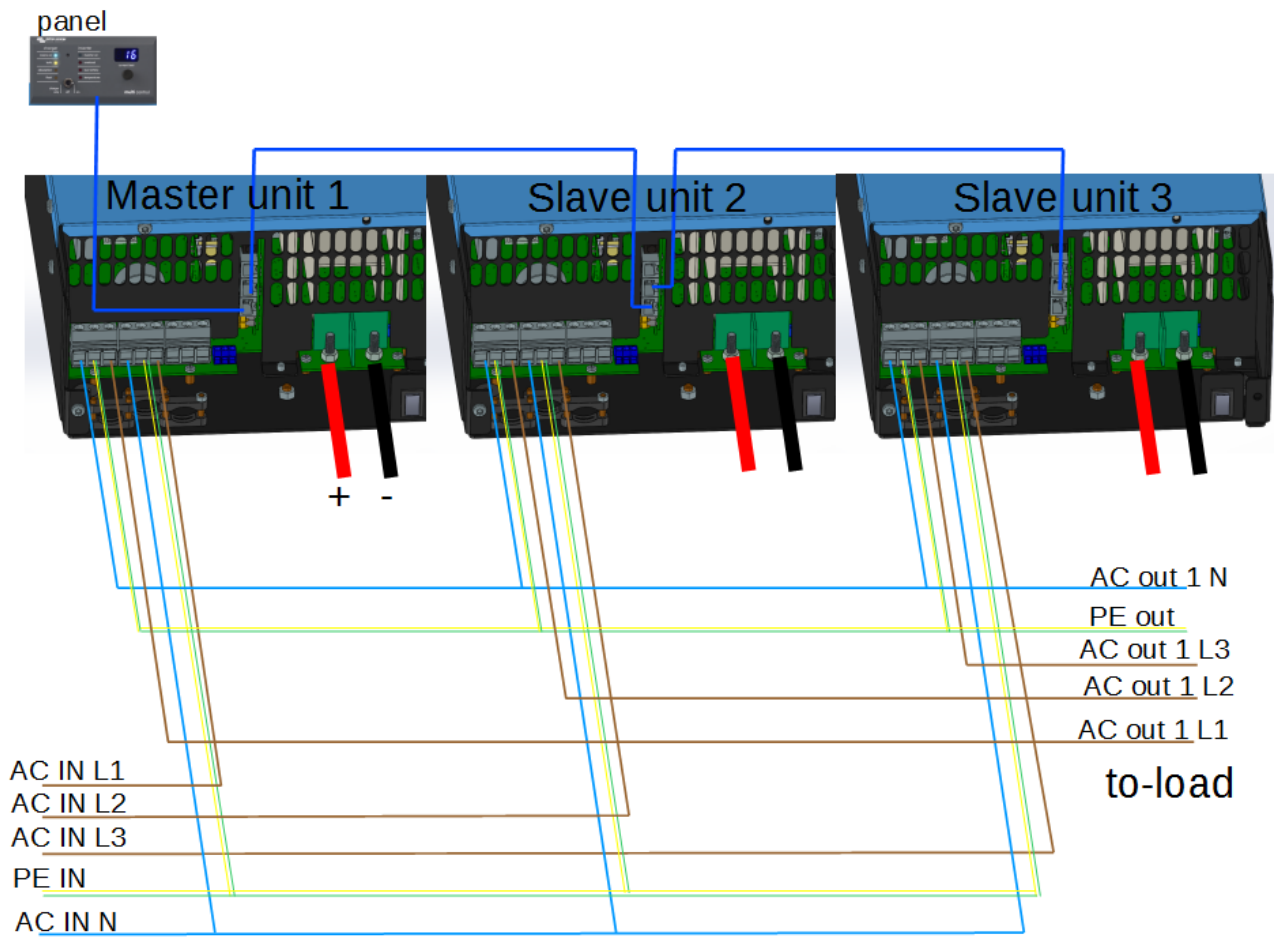 panel
16
Master unit 1
Slave unit 2
Slave unit 3
+ -
AC out 1 N
PE out
AC out 1 L3
AC out 1 L2
AC out 1 L1
to-load
AC IN L1
AC IN L2
AC IN L3
PE IN
AC IN N